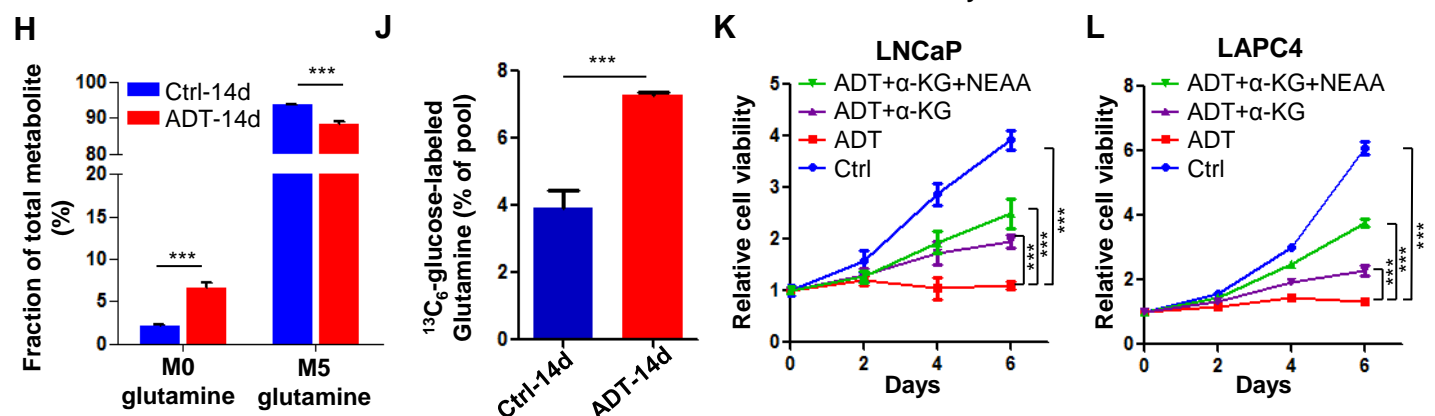 H
Fraction of total metabolite
(%)
100
90
80
20
15
10
5
0
Ctrl-14d
ADT-14d
***
***
M0
glutamine
M5
glutamine
J
¹³C₆-glucose-labeled
Glutamine (% of pool)
8
6
4
2
0
***
Ctrl-14d
ADT-14d
K
LNCaP
Relative cell viability
5
4
3
2
1
0
ADT+α-KG+NEAA
ADT+α-KG
ADT
Ctrl
***
***
***
0 2 4 6
Days
L
LAPC4
Relative cell viability
8
6
4
2
0
ADT+α-KG+NEAA
ADT+α-KG
ADT
Ctrl
***
***
***
0 2 4 6
Days